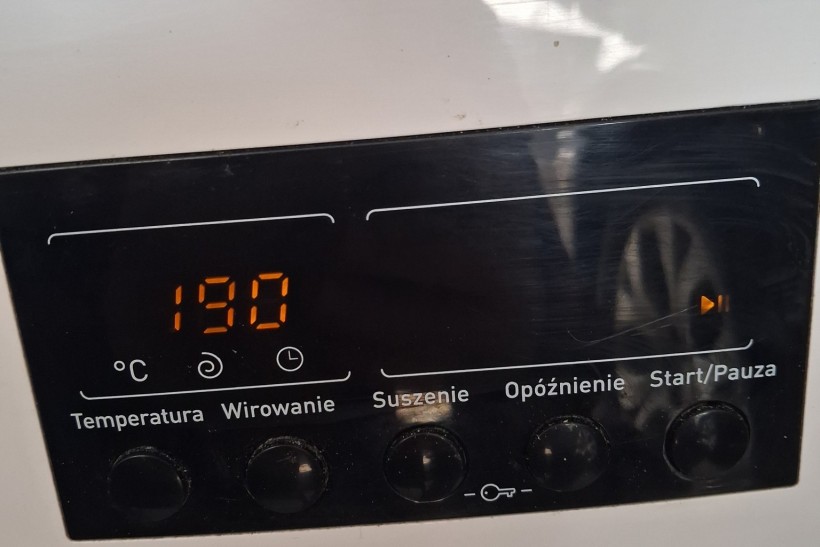 190
°C
Temperatura Wirowanie Suszenie Opóźnienie Start/Pauza